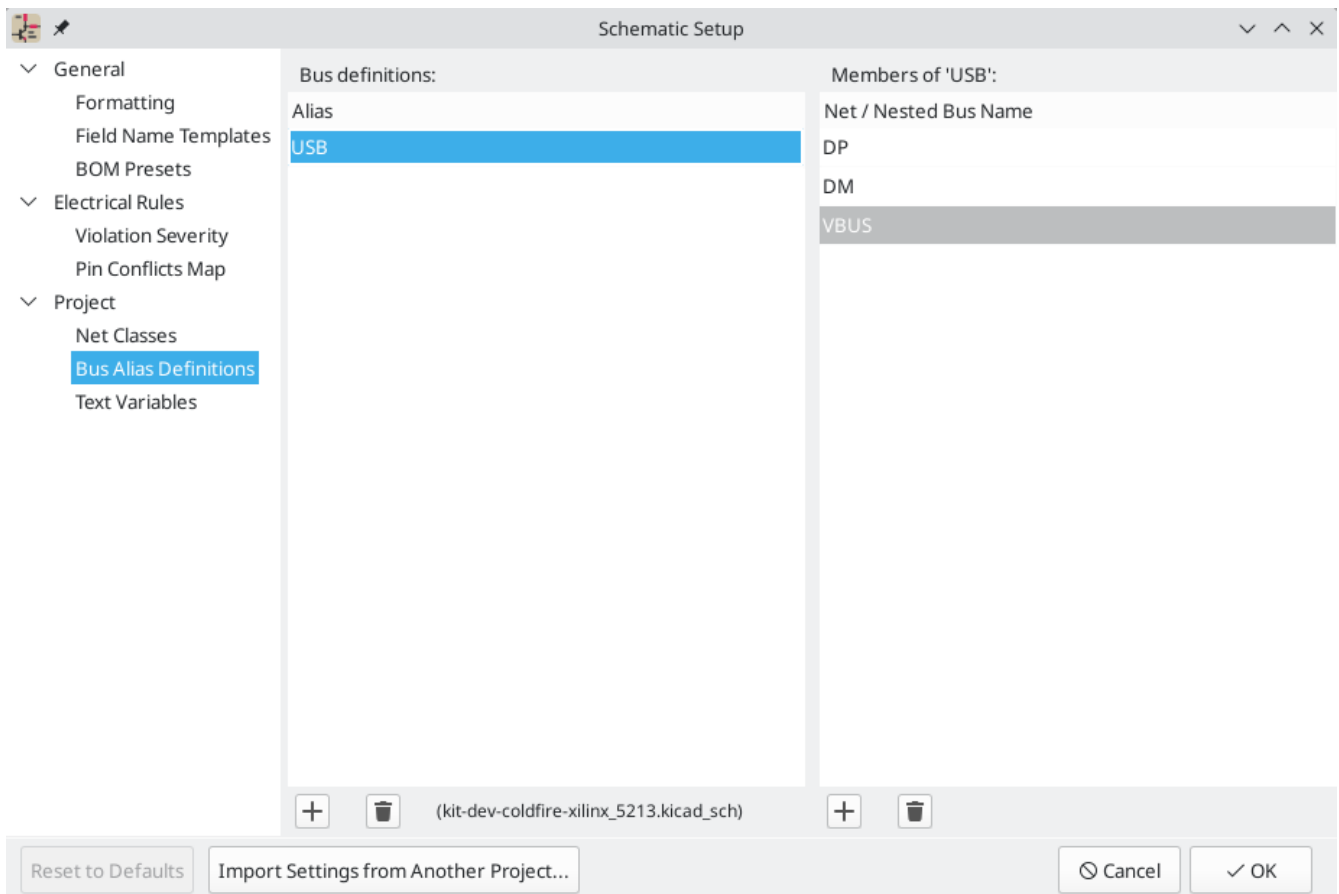 Schematic Setup
General
Formatting
Field Name Templates
BOM Presets
Electrical Rules
Violation Severity
Pin Conflicts Map
Project
Net Classes
Bus Alias Definitions
Text Variables
Bus definitions:
Alias
USB
(kit-dev-coldfire-xilinx_5213.kicad_sch)
Members of 'USB':
Net / Nested Bus Name
DP
DM
VBUS
Reset to Defaults
Import Settings from Another Project...
Cancel
OK